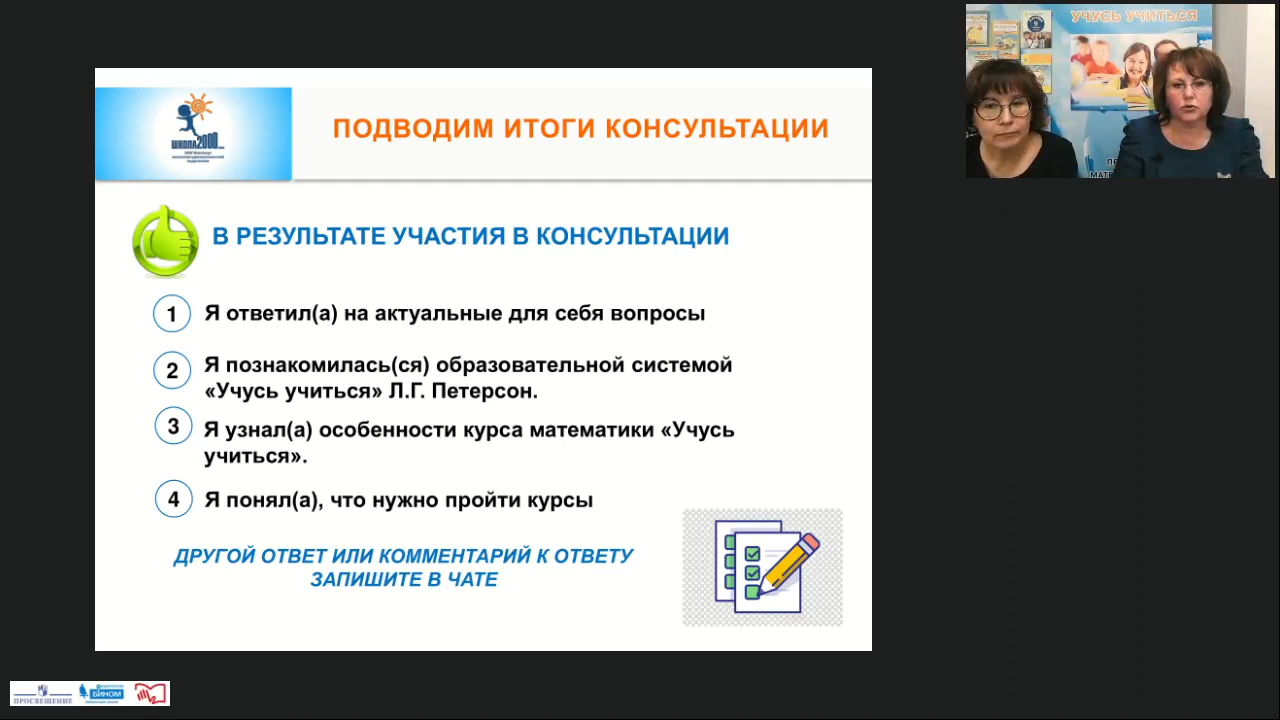 УЧУСЬ УЧИТЬСЯ
ШКОЛА 2000...
ПОДВОДИМ ИТОГИ КОНСУЛЬТАЦИИ
В РЕЗУЛЬТАТЕ УЧАСТИЯ В КОНСУЛЬТАЦИИ
1 Я ответил(а) на актуальные для себя вопросы
2 Я познакомилась(ся) образовательной системой
«Учусь учиться» Л.Г. Петерсон.
3 Я узнал(а) особенности курса математики «Учусь
учиться».
4 Я понял(а), что нужно пройти курсы
ДРУГОЙ ОТВЕТ ИЛИ КОММЕНТАРИЙ К ОТВЕТУ
ЗАПИШИТЕ В ЧАТЕ
ПРОСВЕЩЕНИЕ
БИНОМ